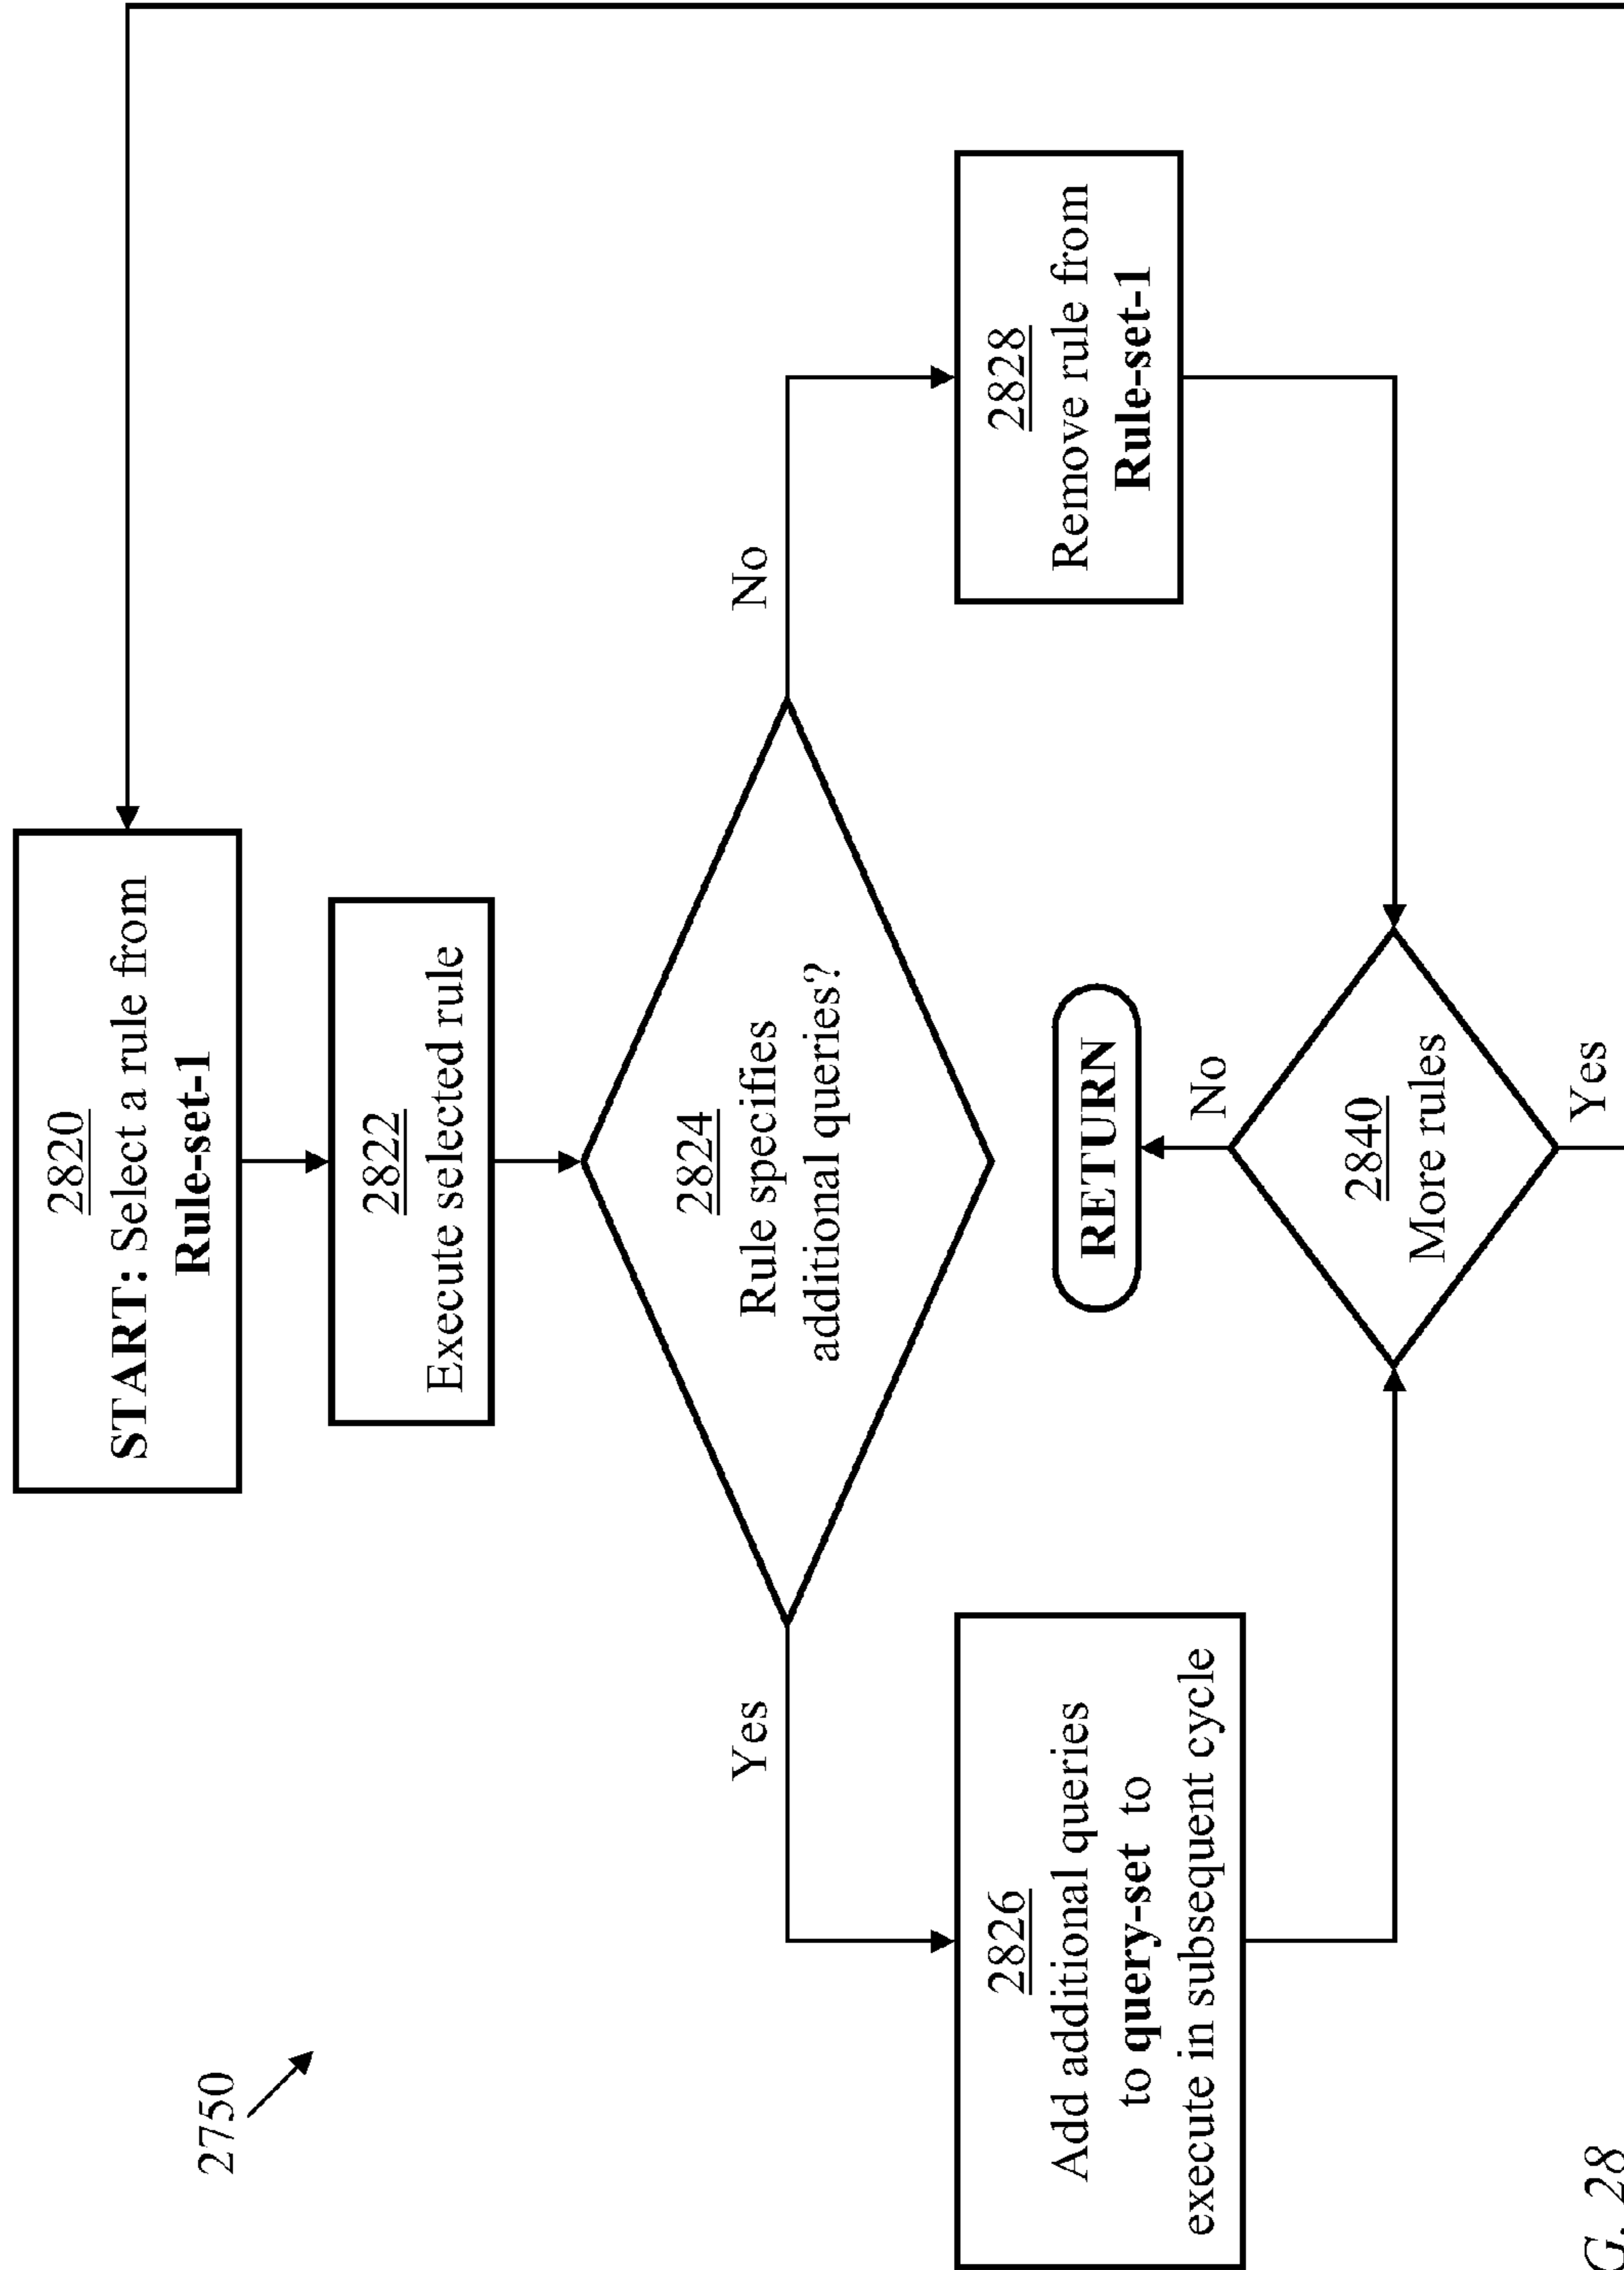 2750
2820
START: Select a rule from
Rule-set-1
2822
Execute selected rule
2824
Rule specifies
additional queries?
Yes
No
2826
Add additional queries
to query-set to
execute in subsequent cycle
2828
Remove rule from
Rule-set-1
RETURN
No
2840
More rules
Yes
G. 28